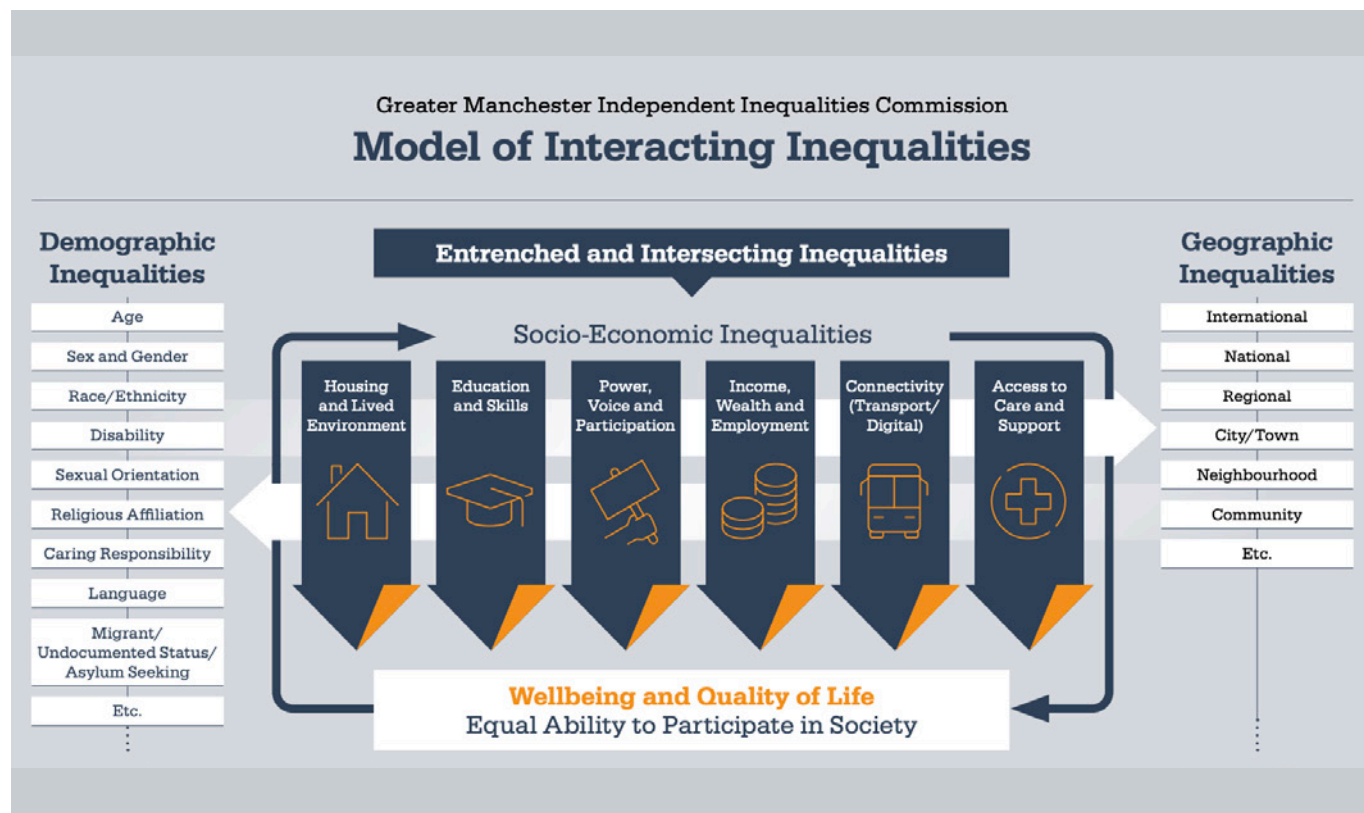 Greater Manchester Independent Inequalities Commission
Model of Interacting Inequalities
Demographic
Inequalities
Age
Sex and Gender
Race/Ethnicity
Disability
Sexual Orientation
Religious Affiliation
Caring Responsibility
Language
Migrant/
Undocumented Status/
Asylum Seeking
Etc.
Entrenched and Intersecting Inequalities
Socio-Economic Inequalities
Housing
and Lived
Environment
Education
and Skills
Power,
Voice and
Participation
Income,
Wealth and
Employment
Connectivity
(Transport/
Digital)
Access to
Care and
Support
Wellbeing and Quality of Life
Equal Ability to Participate in Society
Geographic
Inequalities
International
National
Regional
City/Town
Neighbourhood
Community
Etc.